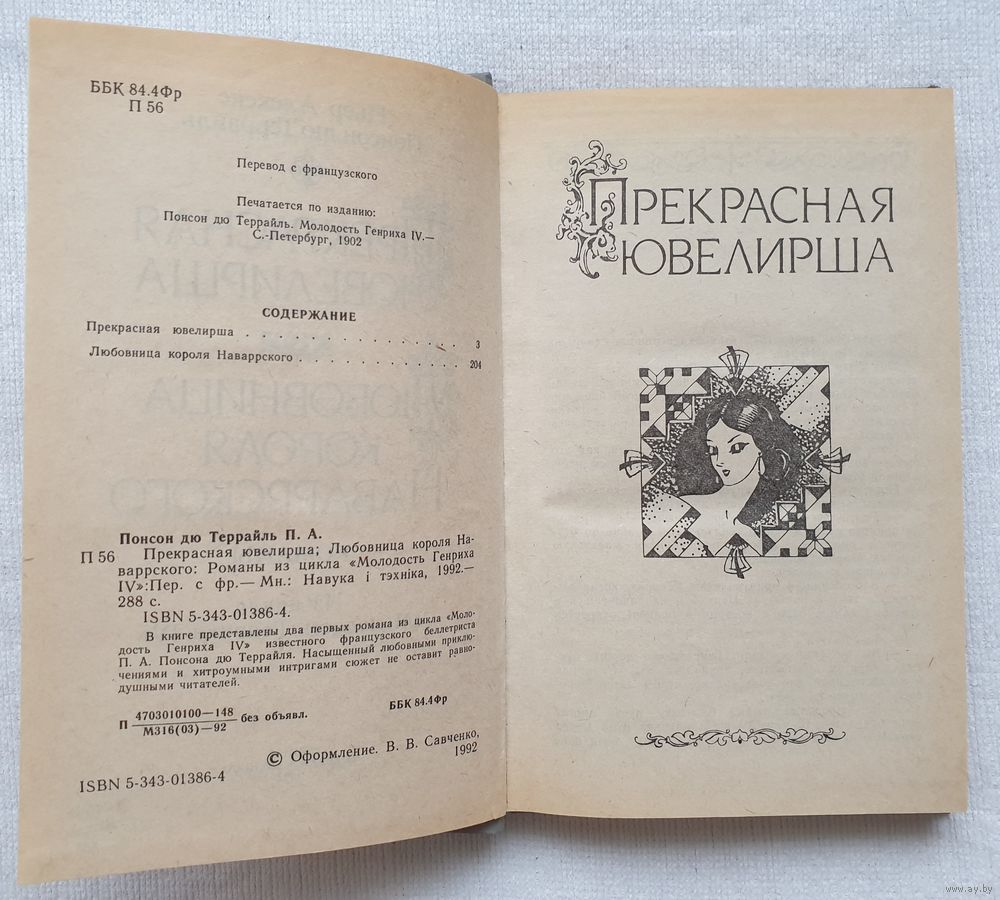 ББК 84.4Фр
П 56
Перевод с французского
Печатается по изданию:
Понсон дю Террайль. Молодость Генриха IV.—
С.-Петербург, 1902
СОДЕРЖАНИЕ
Прекрасная ювелирша . . . . . . . . . . . . . . 3
Любовница короля Наваррского . . . . . . . . . . . 204
Понсон дю Террайль П. А.
П 56 Прекрасная ювелирша; Любовница короля На-
варрского: Романы из цикла «Молодость Генриха
IV»:Пер. с фр.— Мн.: Навука і тэхніка, 1992.—
288 с.
ISBN 5-343-01386-4.
В книге представлены два первых романа из цикла «Моло-
дость Генриха IV» известного французского беллетриста
П. А. Понсона дю Террайля. Насыщенный любовными приклю-
чениями и хитроумными интригами сюжет не оставит равно-
душными читателей.
П 4703010100—148 без объявл.
М316(03)—92
ББК 84.4Фр
© Оформление. В. В. Савченко,
1992
ISBN 5-343-01386-4
ПРЕКРАСНАЯ
ЮВЕЛИРША
www.ay.by